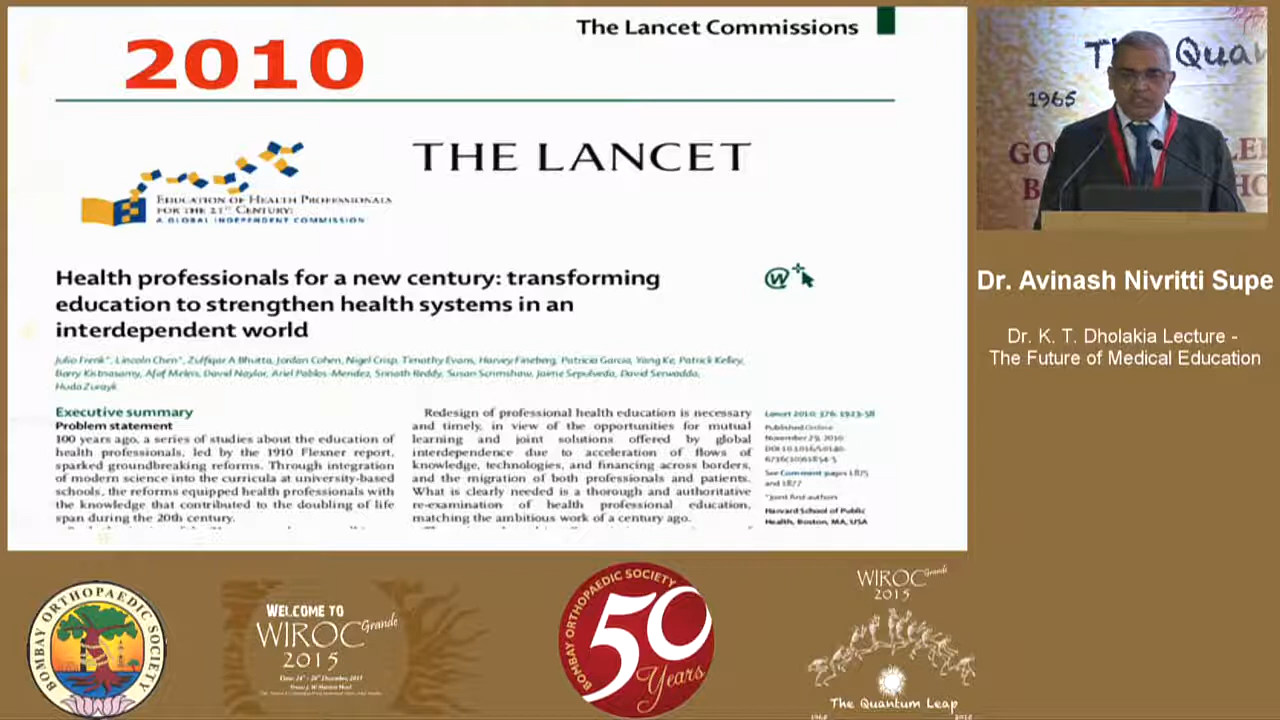 2010
The Lancet Commissions
THE LANCET
EDUCATION OF HEALTH PROFESSIONALS
FOR THE 21ST CENTURY:
A GLOBAL INDEPENDENT COMMISSION
Health professionals for a new century: transforming
education to strengthen health systems in an
interdependent world
Julio Frenk*, Lincoln Chen*, Zulfiqar A Bhutta, Jordan Cohen, Nigel Crisp, Timothy Evans, Harvey Fineberg, Patricia Garcia, Yang Ke, Patrick Kelley,
Barry Kistnasamy, Afaf Meleis, David Naylor, Ariel Pablos-Mendez, Srinath Reddy, Susan Scrimshaw, Jaime Sepulveda, David Serwadda,
Huda Zurayk
Executive summary
Problem statement
100 years ago, a series of studies about the education of
health professionals, led by the 1910 Flexner report,
sparked groundbreaking reforms. Through integration
of modern science into the curricula at university-based
schools, the reforms equipped health professionals with
the knowledge that contributed to the doubling of life
span during the 20th century.
Redesign of professional health education is necessary
and timely, in view of the opportunities for mutual
learning and joint solutions offered by global
interdependence due to acceleration of flows of
knowledge, technologies, and financing across borders,
and the migration of both professionals and patients.
What is clearly needed is a thorough and authoritative
re-examination of health professional education,
matching the ambitious work of a century ago.
Lancet 2010; 376: 1923-58
Published Online
November 29, 2010
See Comment pages 1875
and 1877
*Joint first authors
Harvard School of Public
Health, Boston, MA, USA
1965
Dr. Avinash Nivritti Supe
Dr. K. T. Dholakia Lecture -
The Future of Medical Education
BOMBAY ORTHOPAEDIC SOCIETY
WELCOME TO
WIROC Grande
2015
BOMBAY ORTHOPAEDIC SOCIETY
50
Years
WIROC Grande
2015
The Quantum Leap